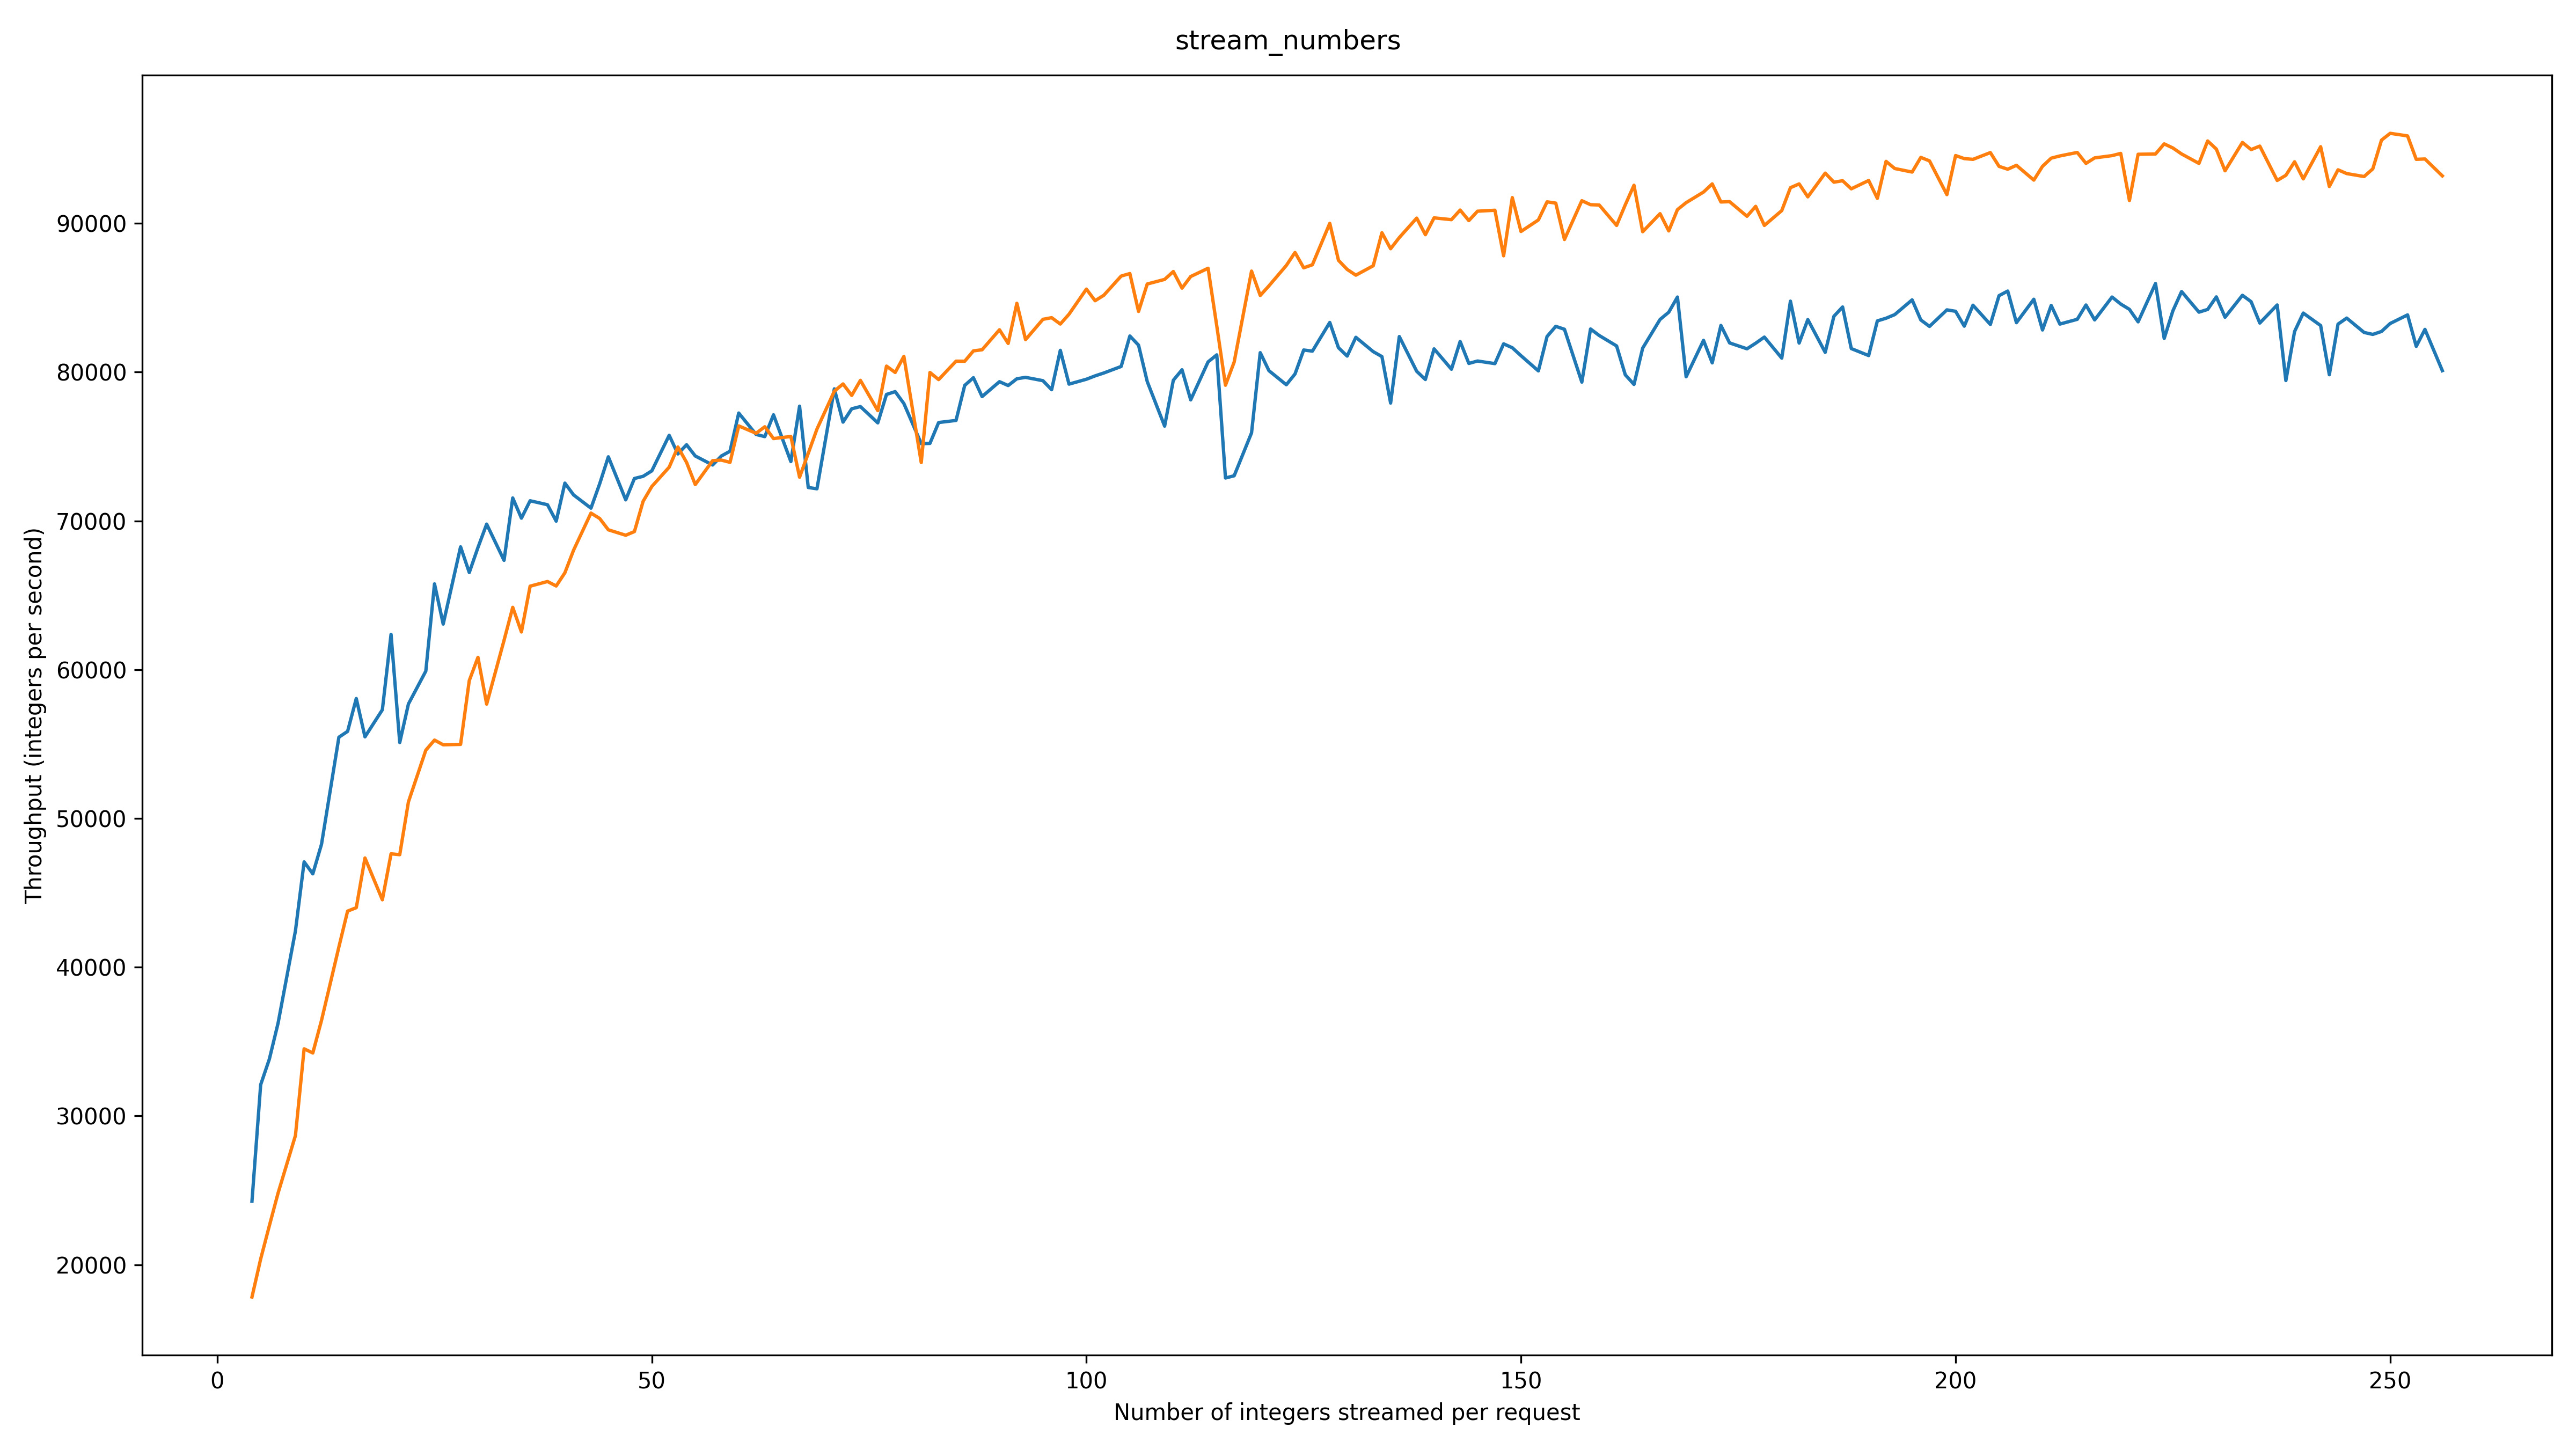 stream_numbers
Throughput (integers per second)
90000
80000
70000
60000
50000
40000
30000
20000
0 50 100 150 200 250
Number of integers streamed per request